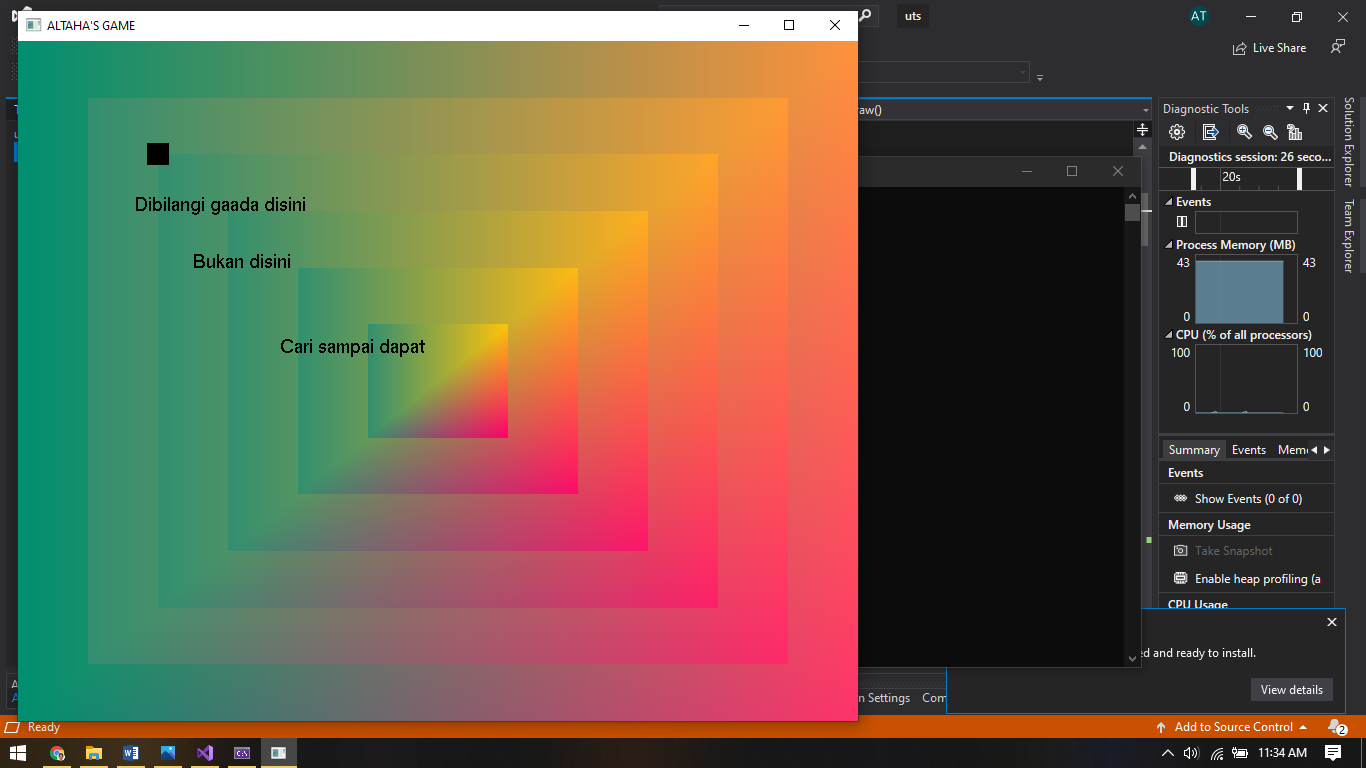 ALTAHA'S GAME
uts
AT
Live Share
raw()
Dibilangi gaada disini
Bukan disini
Cari sampai dapat
Diagnostic Tools
Diagnostics session: 26 seco...
20s
Events
Process Memory (MB)
43 43
0 0
CPU (% of all processors)
100 100
0 0
Summary Events Mem
Events
Show Events (0 of 0)
Memory Usage
Take Snapshot
Enable heap profiling (a
CPU Usage
Solution Explorer
Team Explorer
ed and ready to install.
View details
n Settings Com
Ready
Add to Source Control
2
11:34 AM